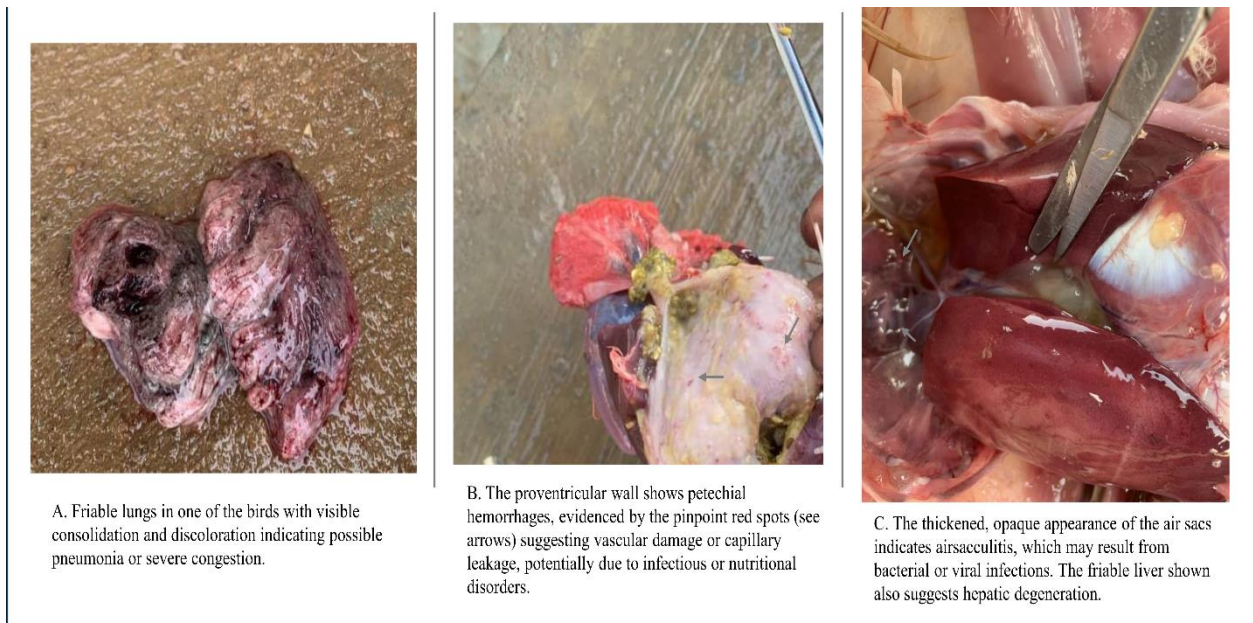 A. Friable lungs in one of the birds with visible
consolidation and discoloration indicating possible
pneumonia or severe congestion.
B. The proventricular wall shows petechial
hemorrhages, evidenced by the pinpoint red spots (see
arrows) suggesting vascular damage or capillary
leakage, potentially due to infectious or nutritional
disorders.
C. The thickened, opaque appearance of the air sacs
indicates airsacculitis, which may result from
bacterial or viral infections. The friable liver shown
also suggests hepatic degeneration.